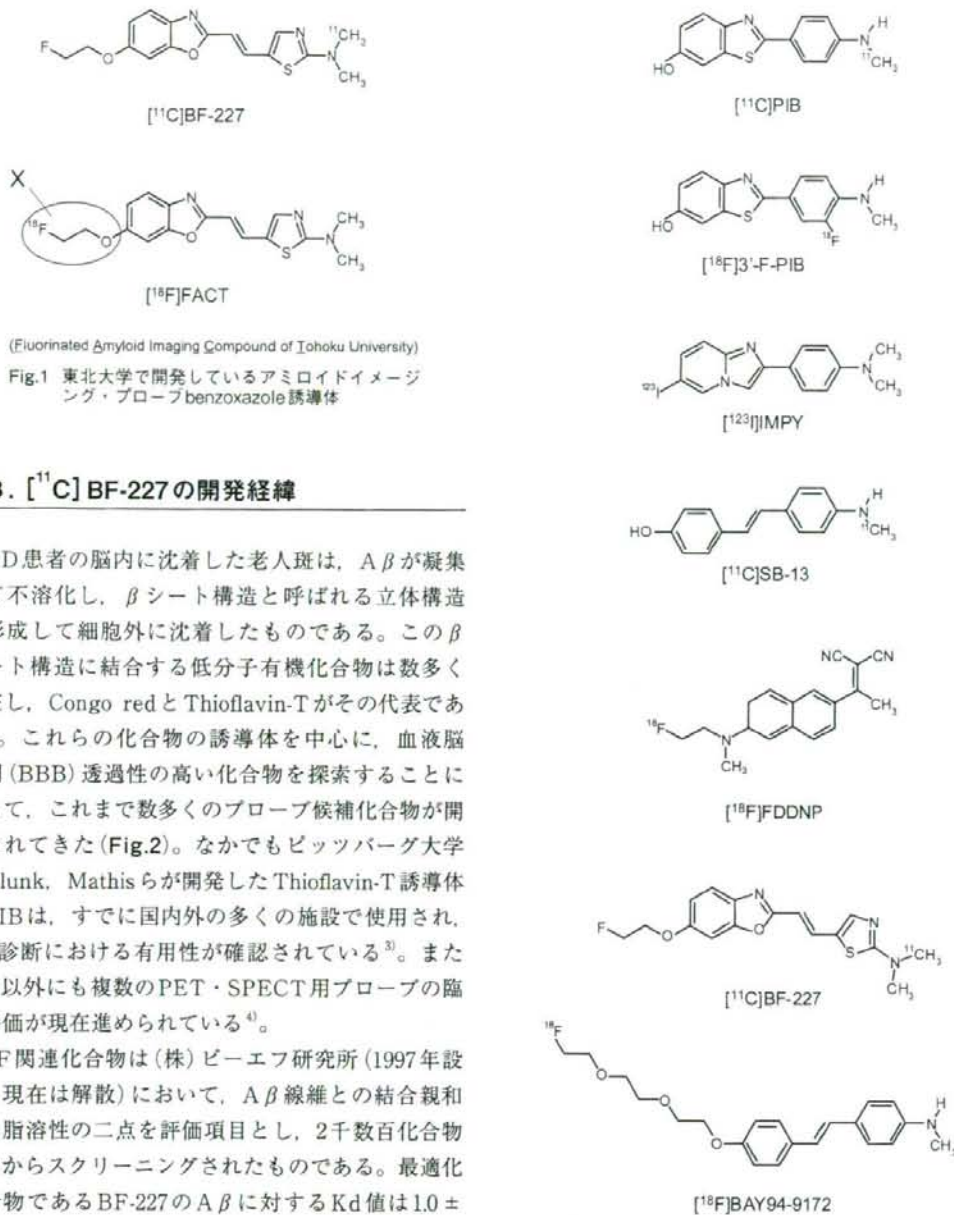 F
O
N
O
N
S
N
¹¹CH₃
CH₃
[¹¹C]BF-227
X
¹⁸F
O
N
O
N
S
N
CH₃
CH₃
[¹⁸F]FACT
(Fluorinated Amyloid Imaging Compound of Tohoku University)
Fig.1 東北大学で開発しているアミロイドイメージ
ング・プローブbenzoxazole誘導体
. [¹¹C] BF-227の開発経緯
D患者の脳内に沈着した老人斑は，Aβが凝集
不溶化し，βシート構造と呼ばれる立体構造
成して細胞外に沈着したものである。このβ
ート構造に結合する低分子有機化合物は数多く
し，Congo redとThioflavin-Tがその代表であ
。これらの化合物の誘導体を中心に，血液脳
(BBB)透過性の高い化合物を探索することに
て，これまで数多くのプローブ候補化合物が開
れてきた(Fig.2)。なかでもピッツバーグ大学
lunk，Mathisらが開発したThioflavin-T誘導体
IBは，すでに国内外の多くの施設で使用され，
診断における有用性が確認されている³⁾。また
以外にも複数のPET・SPECT用プローブの臨
価が現在進められている⁴⁾。
F関連化合物は(株)ビーエフ研究所(1997年設
現在は解散)において，Aβ線維との結合親和
脂溶性の二点を評価項目とし，2千数百化合物
からスクリーニングされたものである。最適化
物であるBF-227のAβに対するKd値は1.0±
HO
N
S
H
N
¹¹CH₃
[¹¹C]PIB
HO
N
S
H
N
CH₃
¹⁸F
[¹⁸F]3'-F-PIB
¹²³I
N
N
N
CH₃
CH₃
[¹²³I]IMPY
HO
H
N
¹¹CH₃
[¹¹C]SB-13
NC
CN
CH₃
¹⁸F
N
CH₃
[¹⁸F]FDDNP
F
O
N
O
N
S
N
¹¹CH₃
CH₃
[¹¹C]BF-227
¹⁸F
O
O
O
H
N
CH₃
[¹⁸F]BAY94-9172